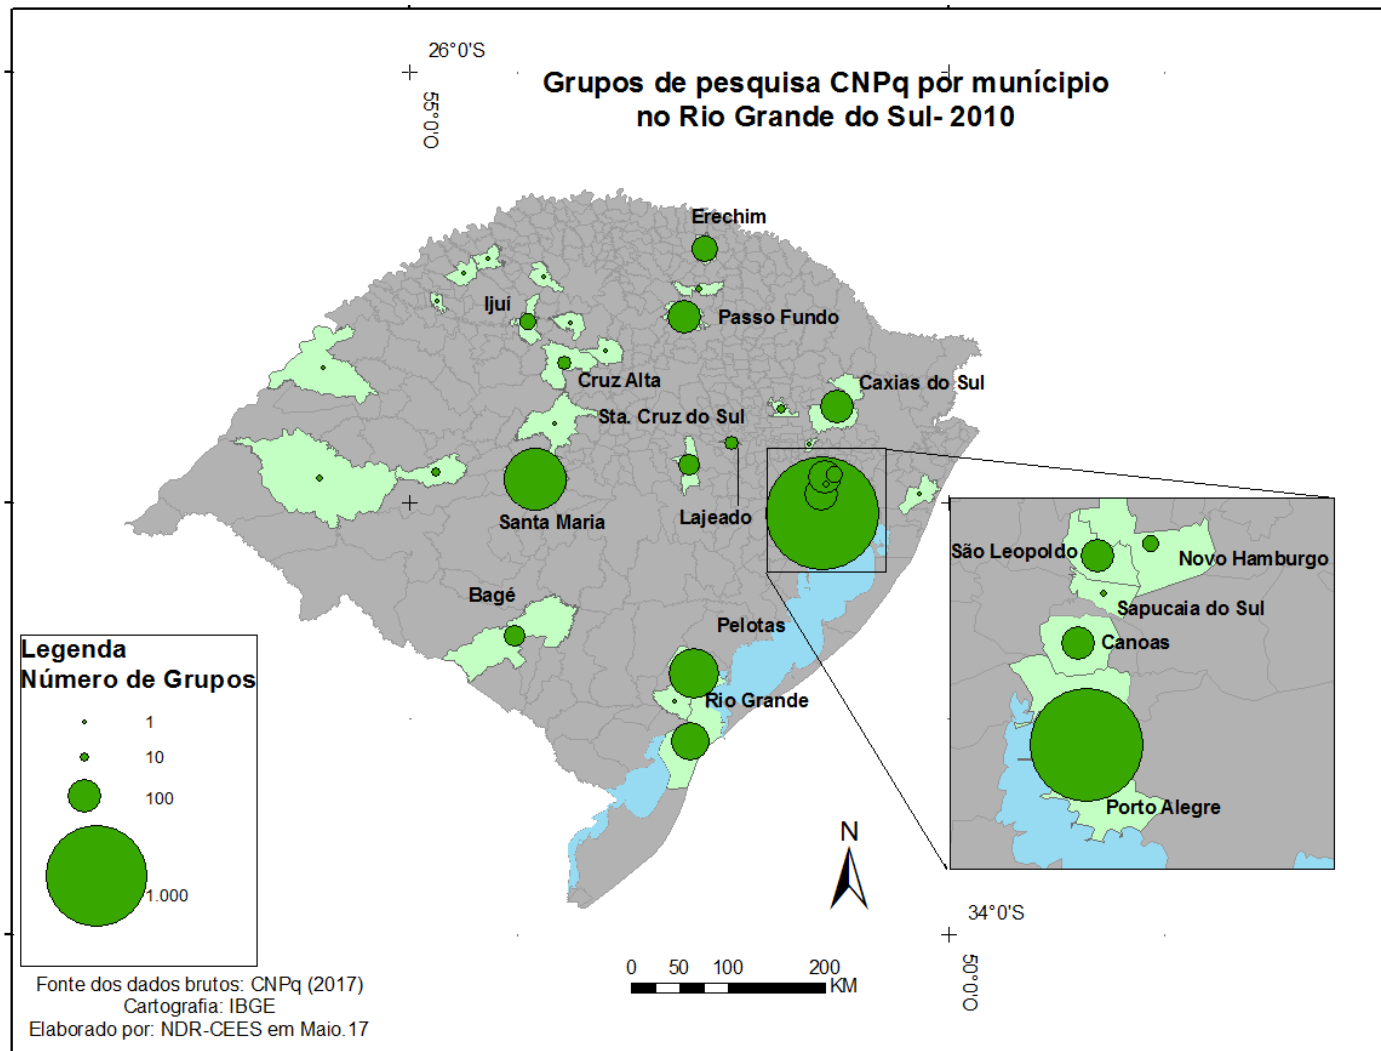 26°0'S
55°0'O
Grupos de pesquisa CNPq por munícipio
no Rio Grande do Sul- 2010
Erechim
Ijuí
Passo Fundo
Cruz Alta
Caxias do Sul
Sta. Cruz do Sul
Santa Maria
Lajeado
Bagé
Pelotas
Rio Grande
São Leopoldo
Novo Hamburgo
Sapucaia do Sul
Canoas
Porto Alegre
Legenda
Número de Grupos
1
10
100
1.000
N
34°0'S
50°0'O
0 50 100 200
KM
Fonte dos dados brutos: CNPq (2017)
Cartografia: IBGE
Elaborado por: NDR-CEES em Maio.17